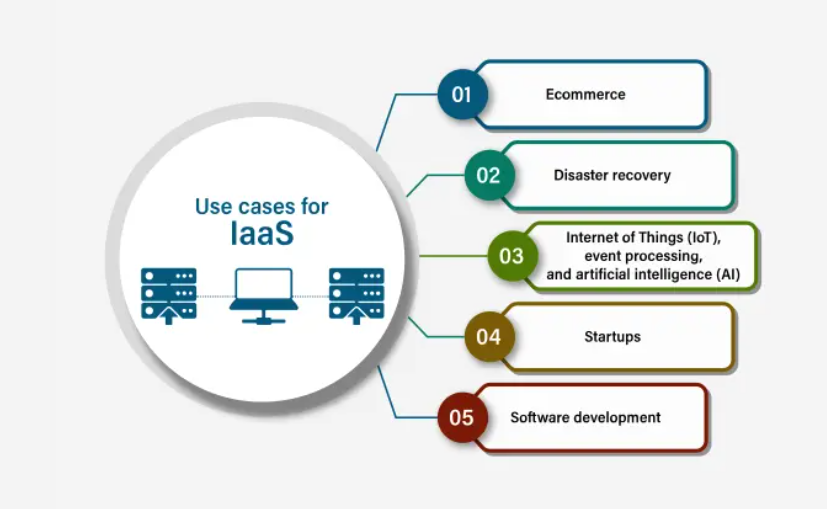 Use cases for
IaaS
01
Ecommerce
02
Disaster recovery
03
Internet of Things (IoT),
event processing,
and artificial intelligence (AI)
04
Startups
05
Software development